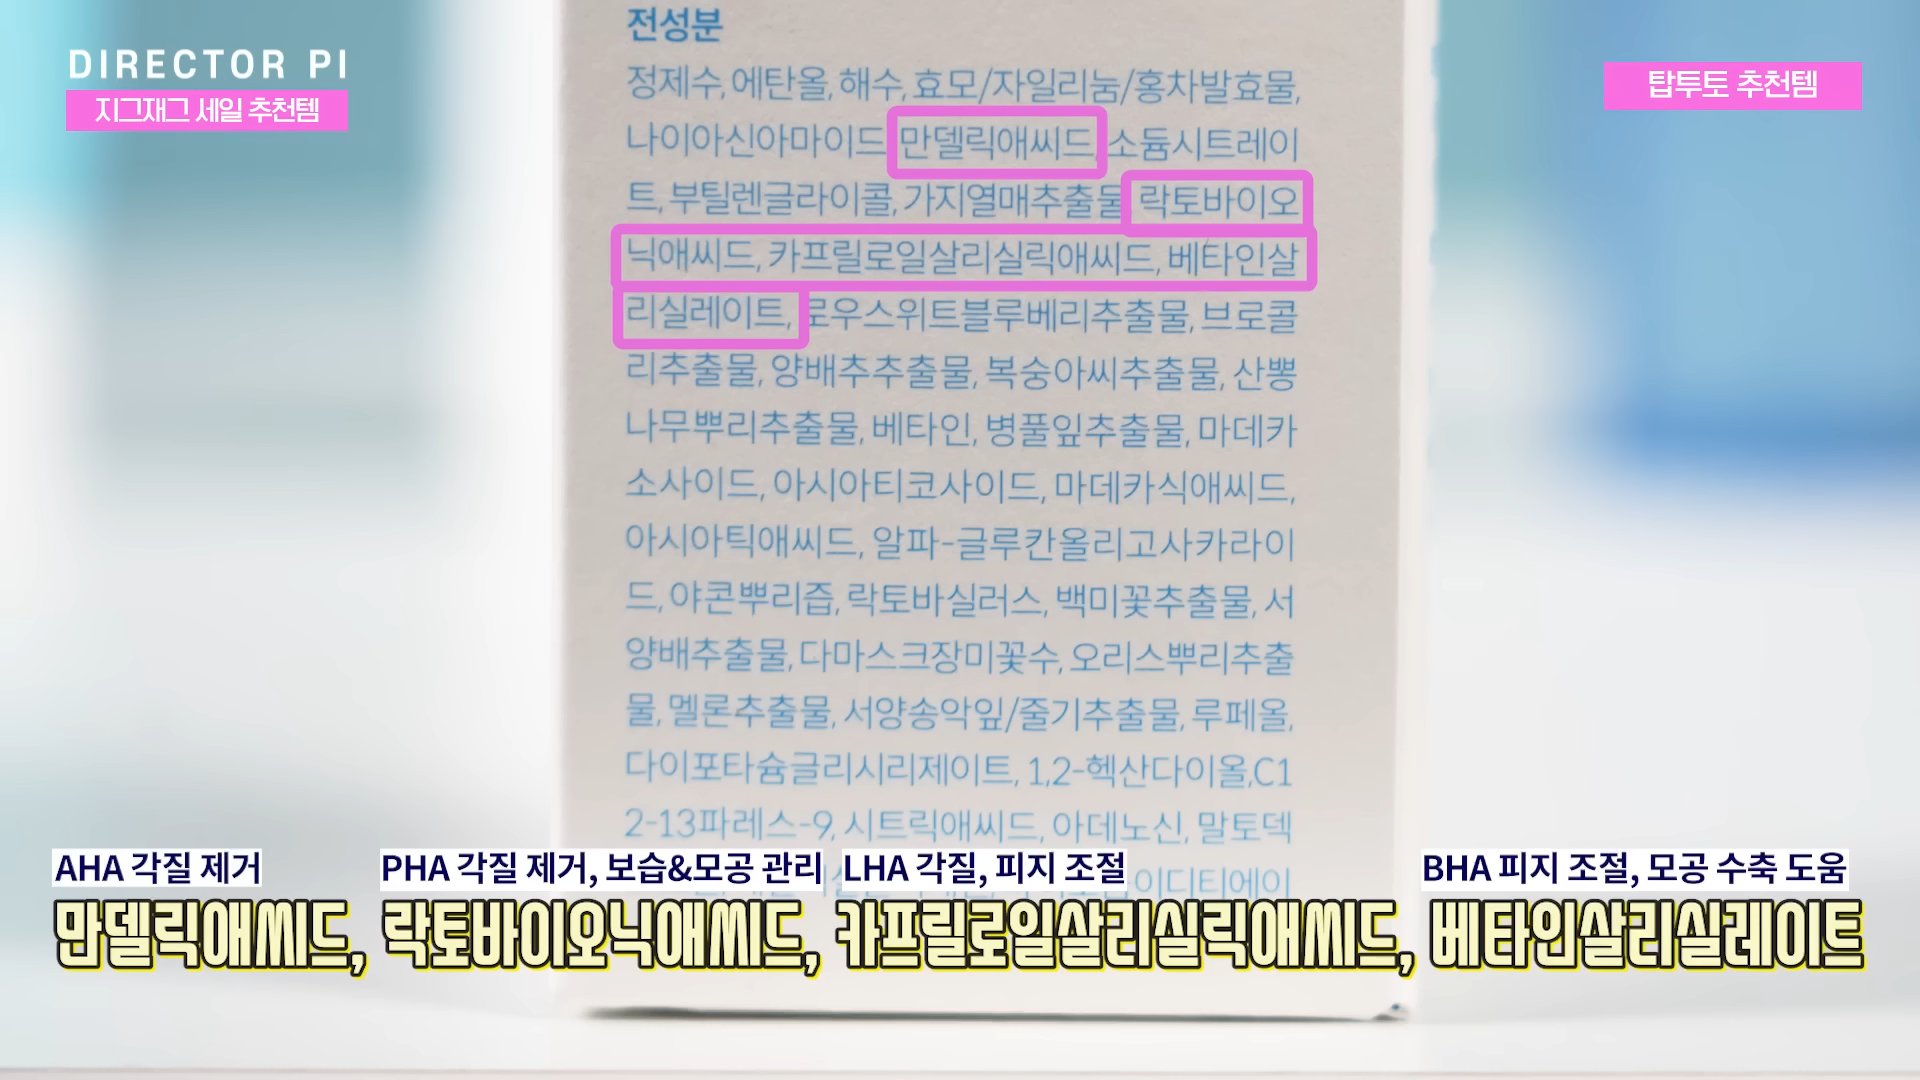 DIRECTOR PI
지그재그 세일 추천템
탑투토 추천템
전성분
정제수, 에탄올, 해수, 효모/자일리눔/홍차발효물,
나이아신아마이드, 만델릭애씨드, 소듐시트레이
트, 부틸렌글라이콜, 가지열매추출물, 락토바이오
닉애씨드, 카프릴로일살리실릭애씨드, 베타인살
리실레이트, 로우스위트블루베리추출물, 브로콜
리추출물, 양배추추출물, 복숭아씨추출물, 산뽕
나무뿌리추출물, 베타인, 병풀잎추출물, 마데카
소사이드, 아시아티코사이드, 마데카식애씨드,
아시아틱애씨드, 알파-글루칸올리고사카라이
드, 야콘뿌리즙, 락토바실러스, 백미꽃추출물, 서
양배추출물, 다마스크장미꽃수, 오리스뿌리추출
물, 멜론추출물, 서양송악잎/줄기추출물, 루페올,
다이포타슘글리시리제이트, 1,2-헥산다이올,C1
2-13파레스-9, 시트릭애씨드, 아데노신, 말토덱
이디티에이
AHA 각질 제거
PHA 각질 제거, 보습&모공 관리
LHA 각질, 피지 조절
BHA 피지 조절, 모공 수축 도움
만델릭애씨드, 락토바이오닉애씨드, 카프릴로일살리실릭애씨드, 베타인살리실레이트